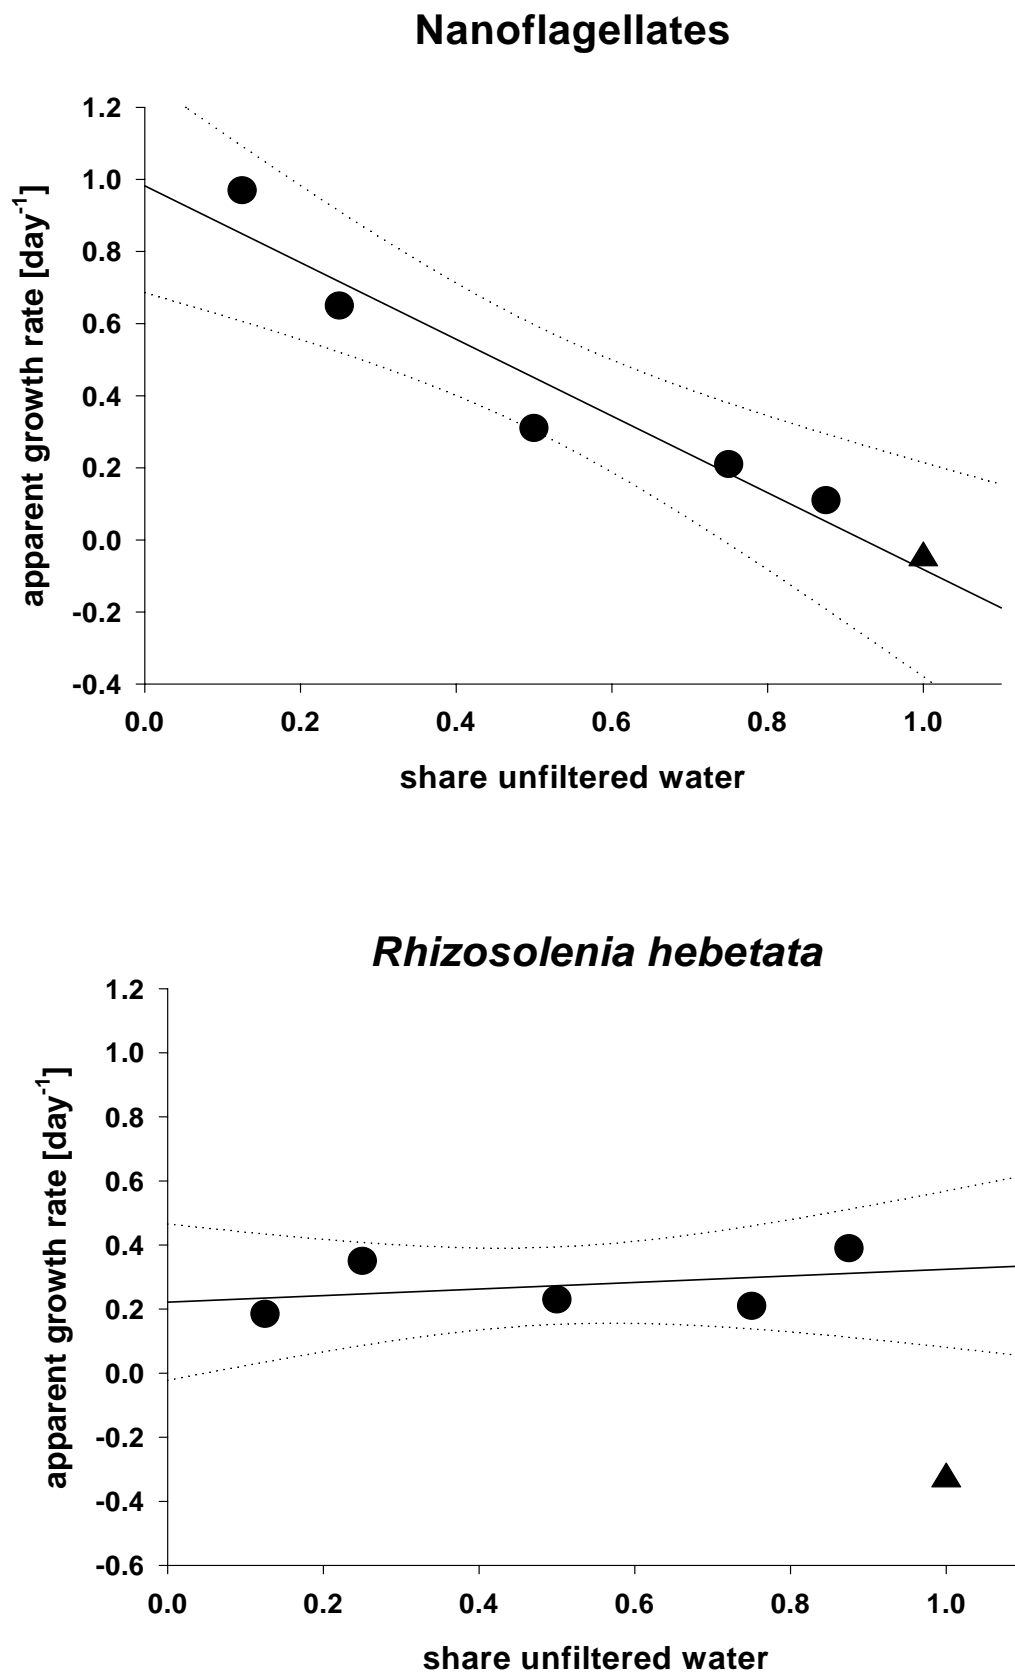 Nanoflagellates
apparent growth rate [day-1]
1.2
1.0
0.8
0.6
0.4
0.2
0.0
-0.2
-0.4
0.0 0.2 0.4 0.6 0.8 1.0
share unfiltered water
Rhizosolenia hebetata
apparent growth rate [day-1]
1.2
1.0
0.8
0.6
0.4
0.2
0.0
-0.2
-0.4
-0.6
0.0 0.2 0.4 0.6 0.8 1.0
share unfiltered water